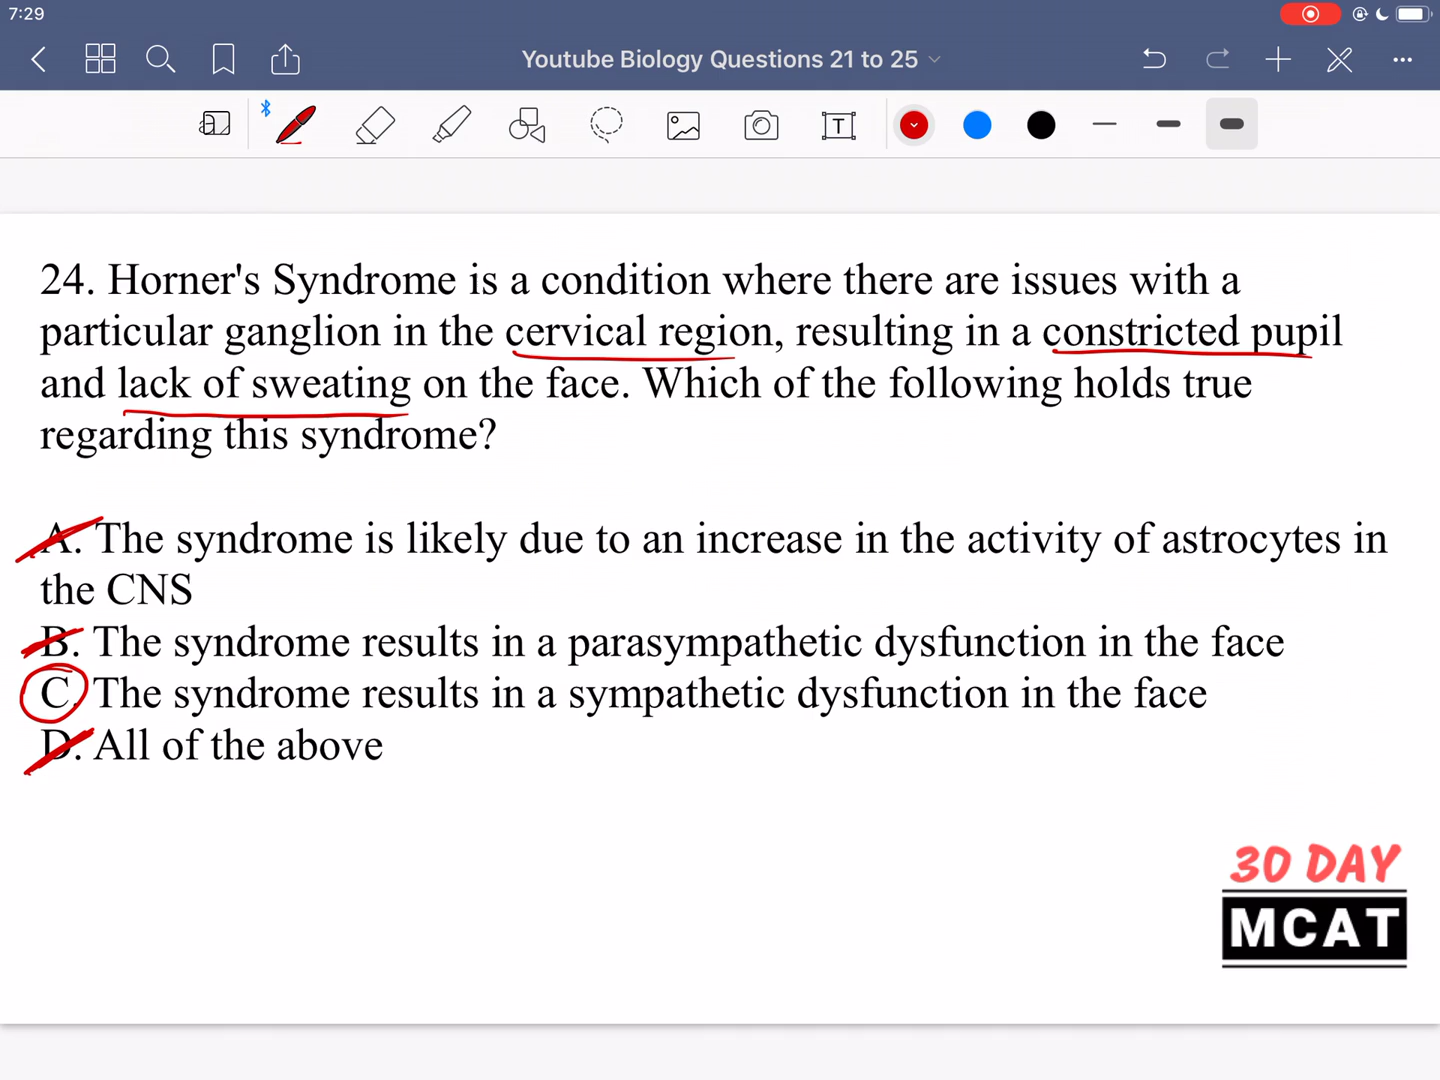 7:29
Youtube Biology Questions 21 to 25
T
24. Horner's Syndrome is a condition where there are issues with a
particular ganglion in the cervical region, resulting in a constricted pupil
and lack of sweating on the face. Which of the following holds true
regarding this syndrome?
A. The syndrome is likely due to an increase in the activity of astrocytes in
the CNS
B. The syndrome results in a parasympathetic dysfunction in the face
C. The syndrome results in a sympathetic dysfunction in the face
D. All of the above
30 DAY
MCAT